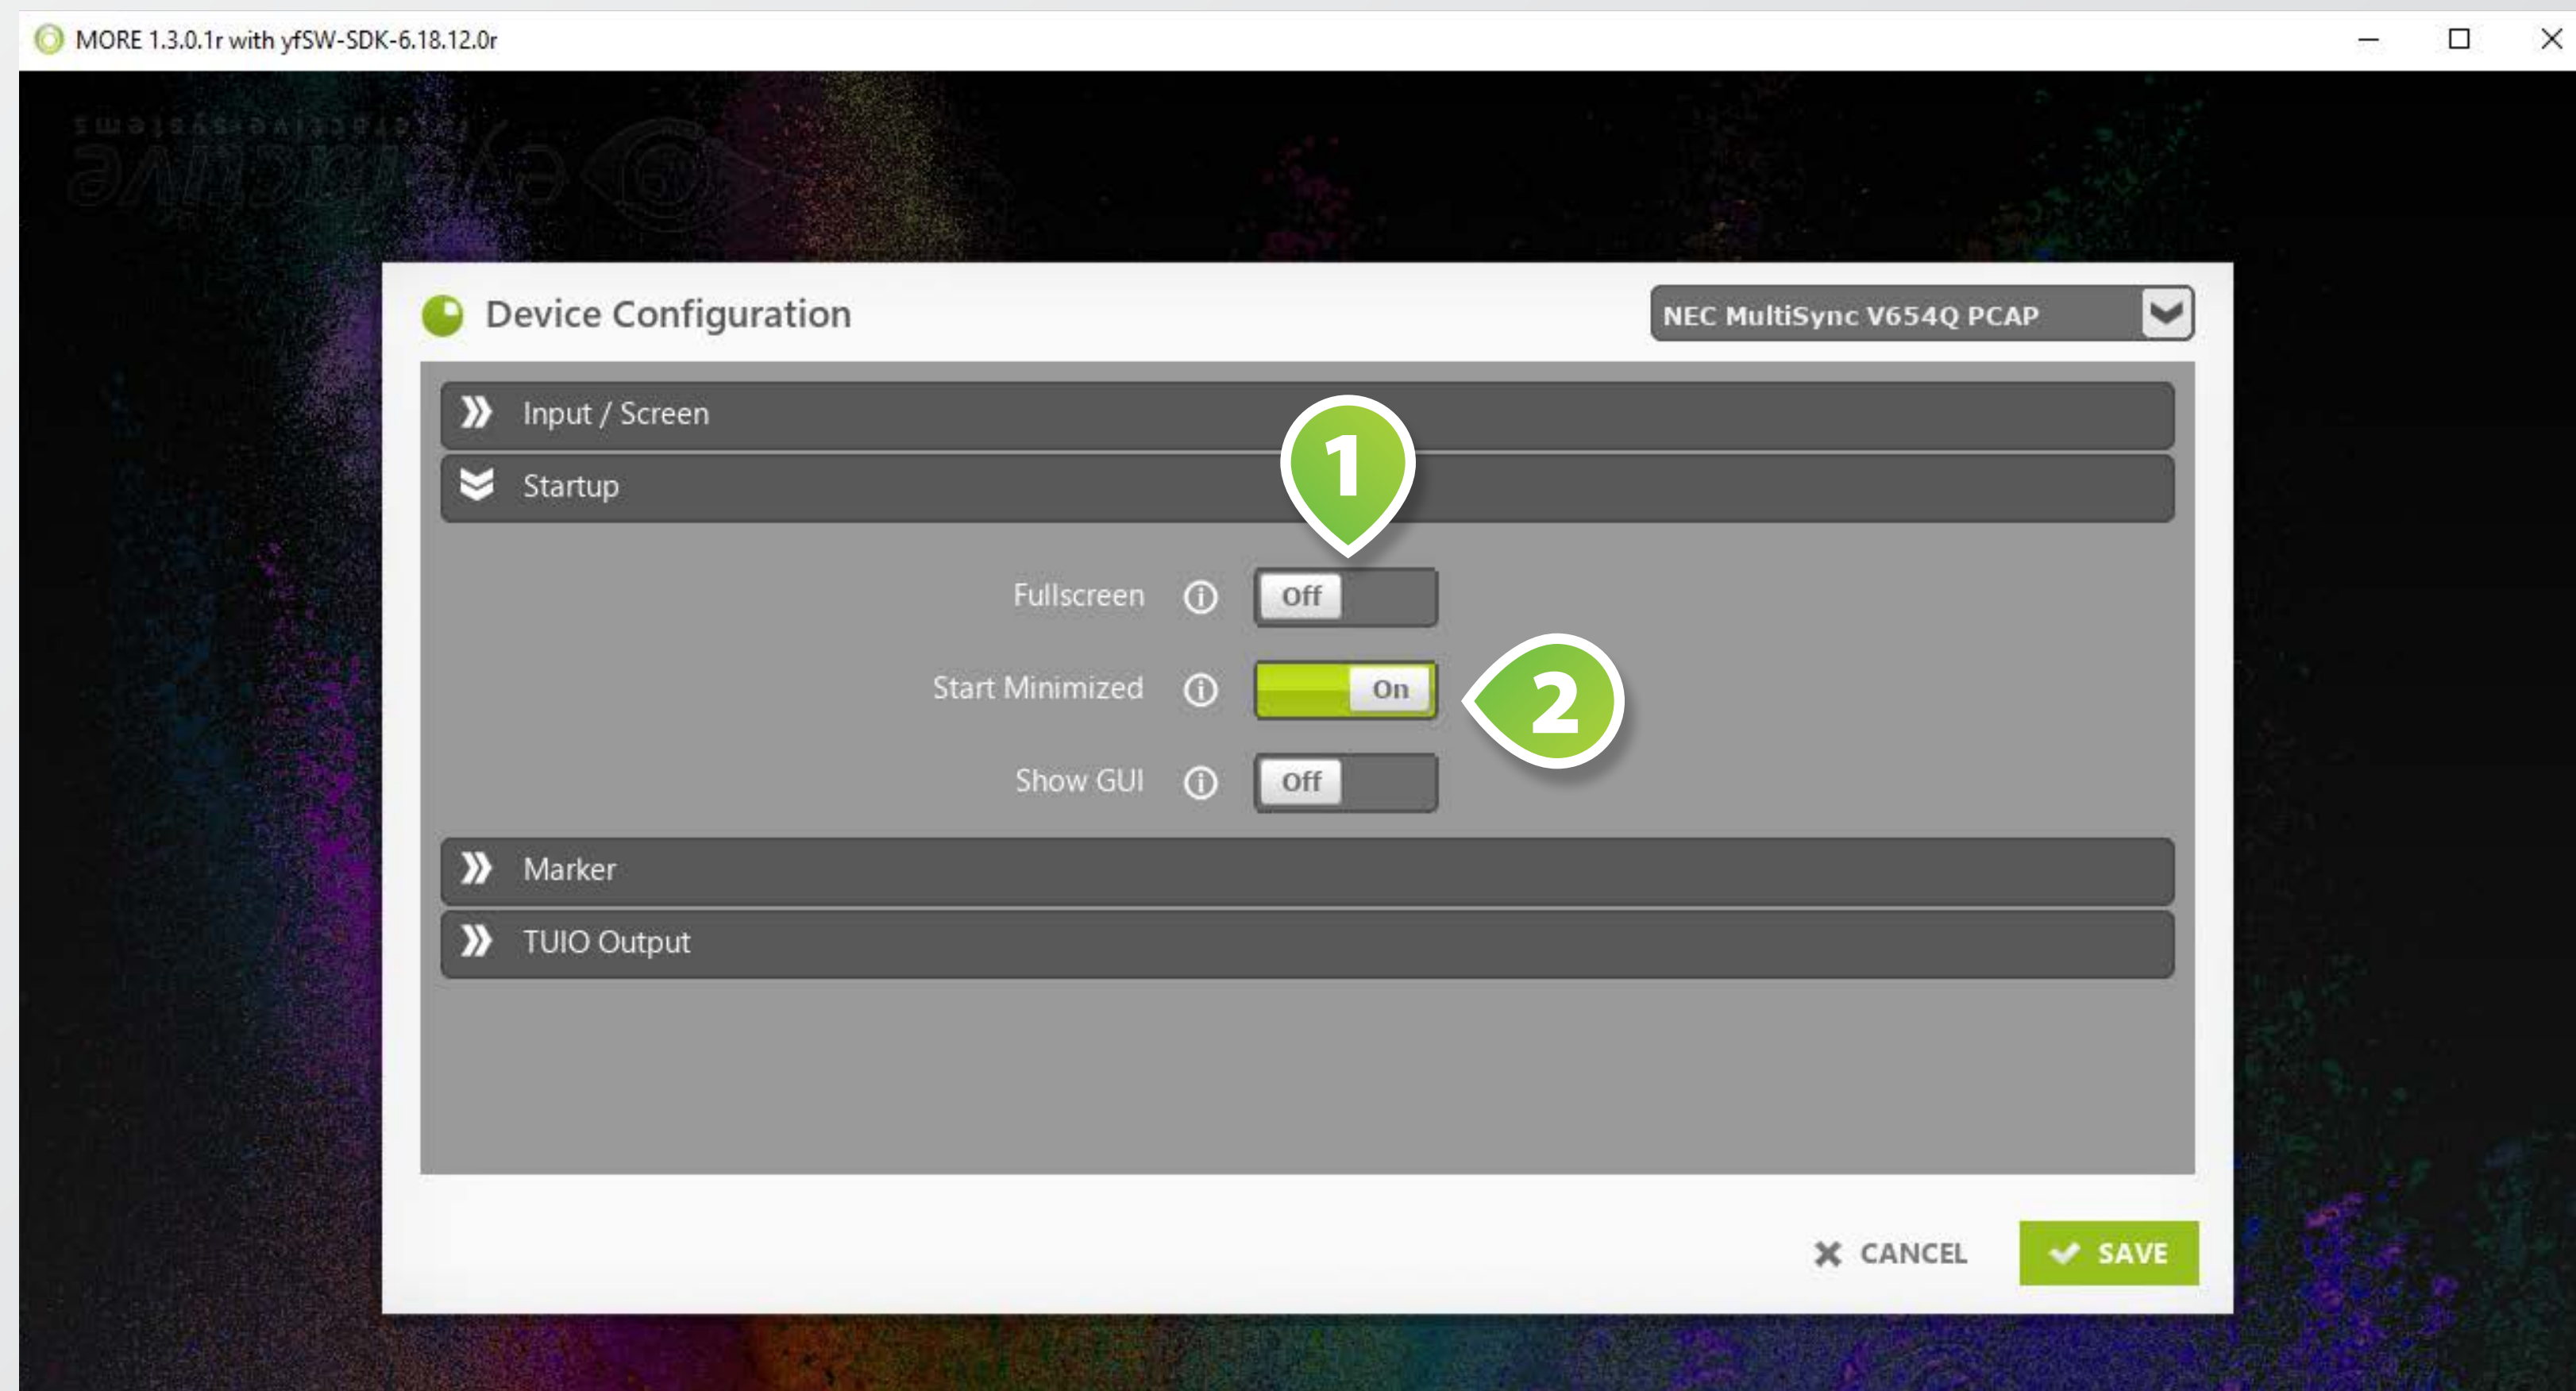 MORE 1.3.0.1r with yfSW-SDK-6.18.12.0r
Device Configuration
NEC MultiSync V654Q PCAP
Input / Screen
1
Startup
Fullscreen Off
Start Minimized On
2
Show GUI Off
Marker
TUIO Output
CANCEL
SAVE